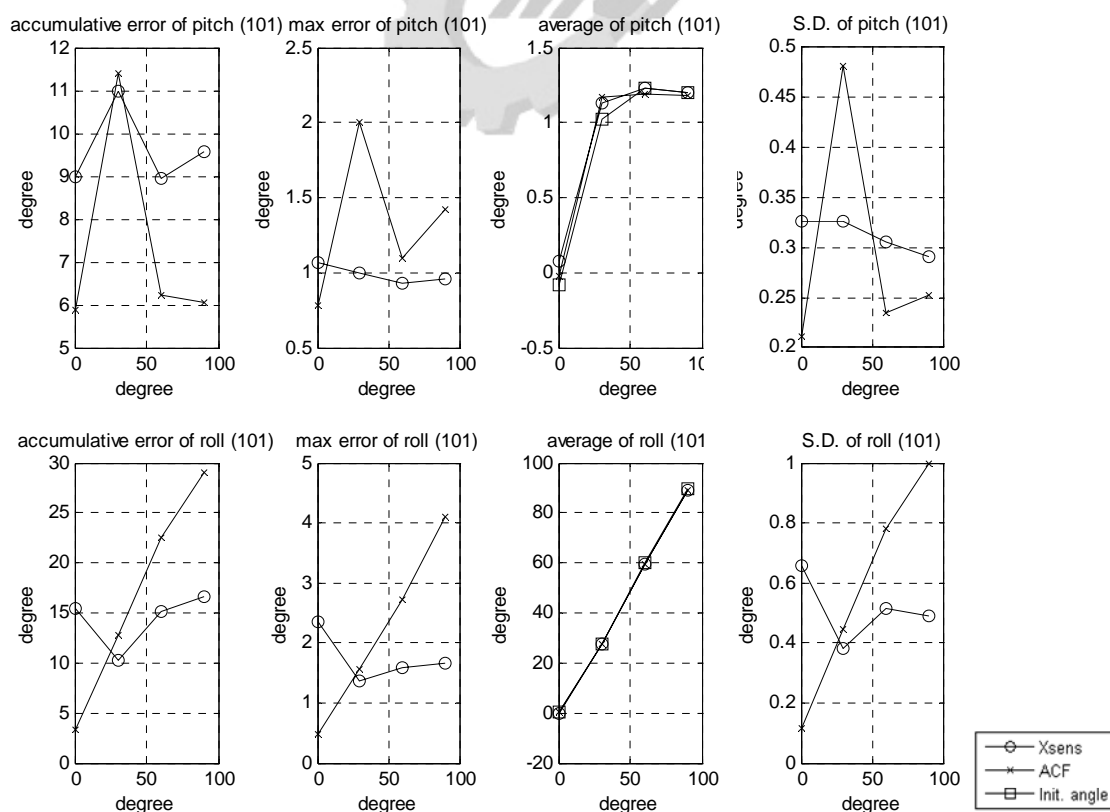 accumulative error of pitch (101)
max error of pitch (101)
average of pitch (101)
S.D. of pitch (101)
12
11
10
9
8
7
6
5
degree
0
50
100
degree
2.5
2
1.5
1
0.5
degree
0
50
100
degree
1.5
1
0.5
0
-0.5
degree
0
50
100
degree
0.5
0.45
0.4
0.35
0.3
0.25
0.2
degree
0
50
100
degree
accumulative error of roll (101)
max error of roll (101)
average of roll (101
S.D. of roll (101)
30
25
20
15
10
5
0
degree
0
50
100
degree
5
4
3
2
1
0
degree
0
50
100
degree
100
80
60
40
20
0
-20
degree
0
50
100
degree
1
0.8
0.6
0.4
0.2
0
degree
0
50
100
degree
Xsens
ACF
Init. angle